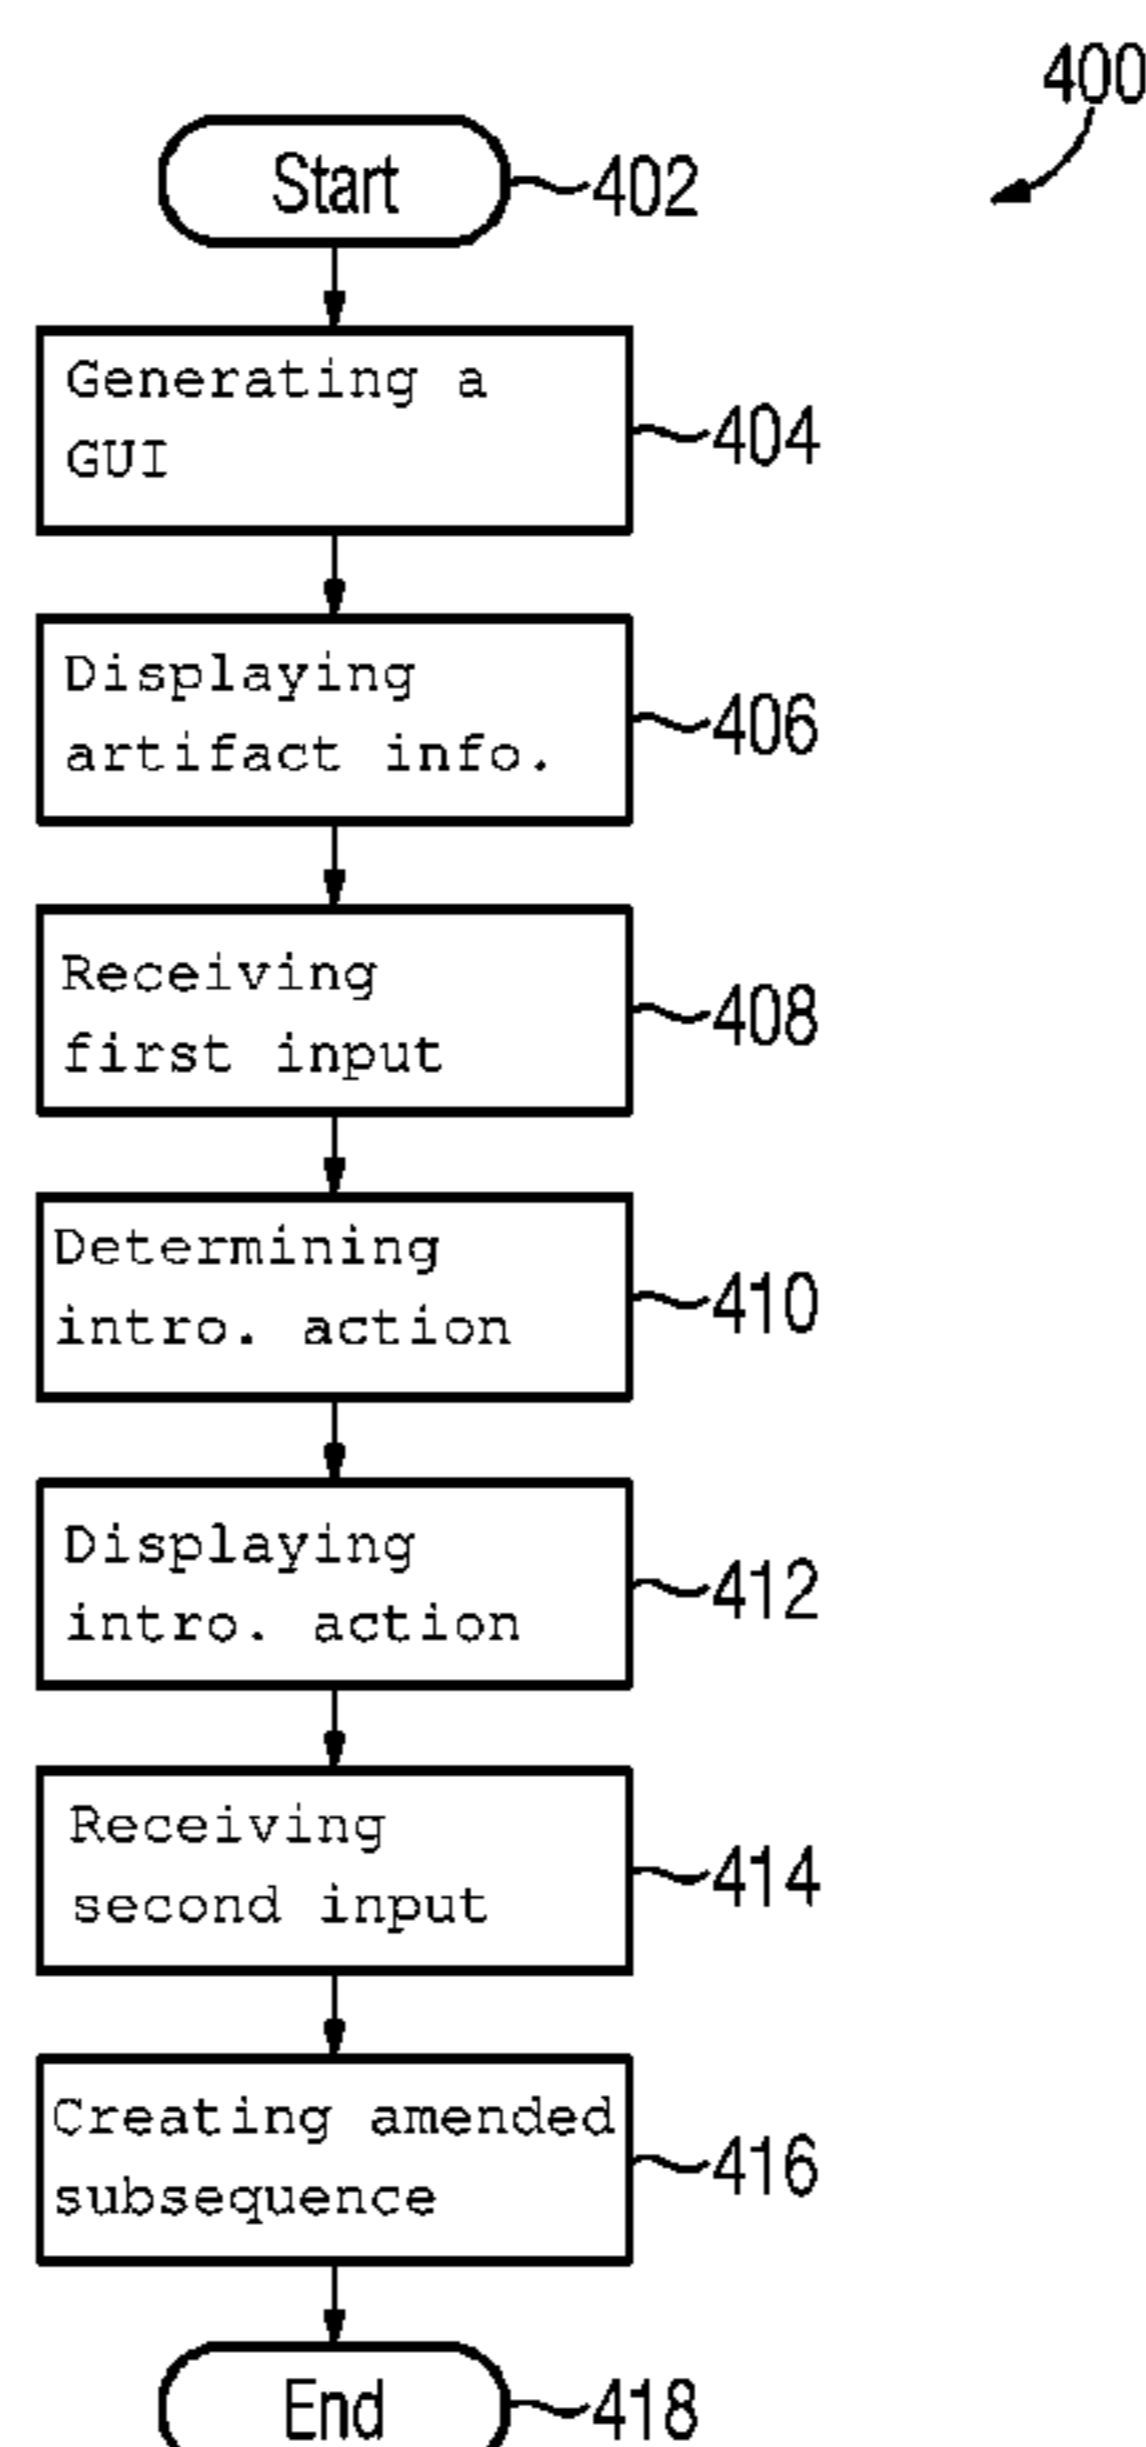 400
Start
402
Generating a
GUI
404
Displaying
artifact info.
406
Receiving
first input
408
Determining
intro. action
410
Displaying
intro. action
412
Receiving
second input
414
Creating amended
subsequence
416
End
418